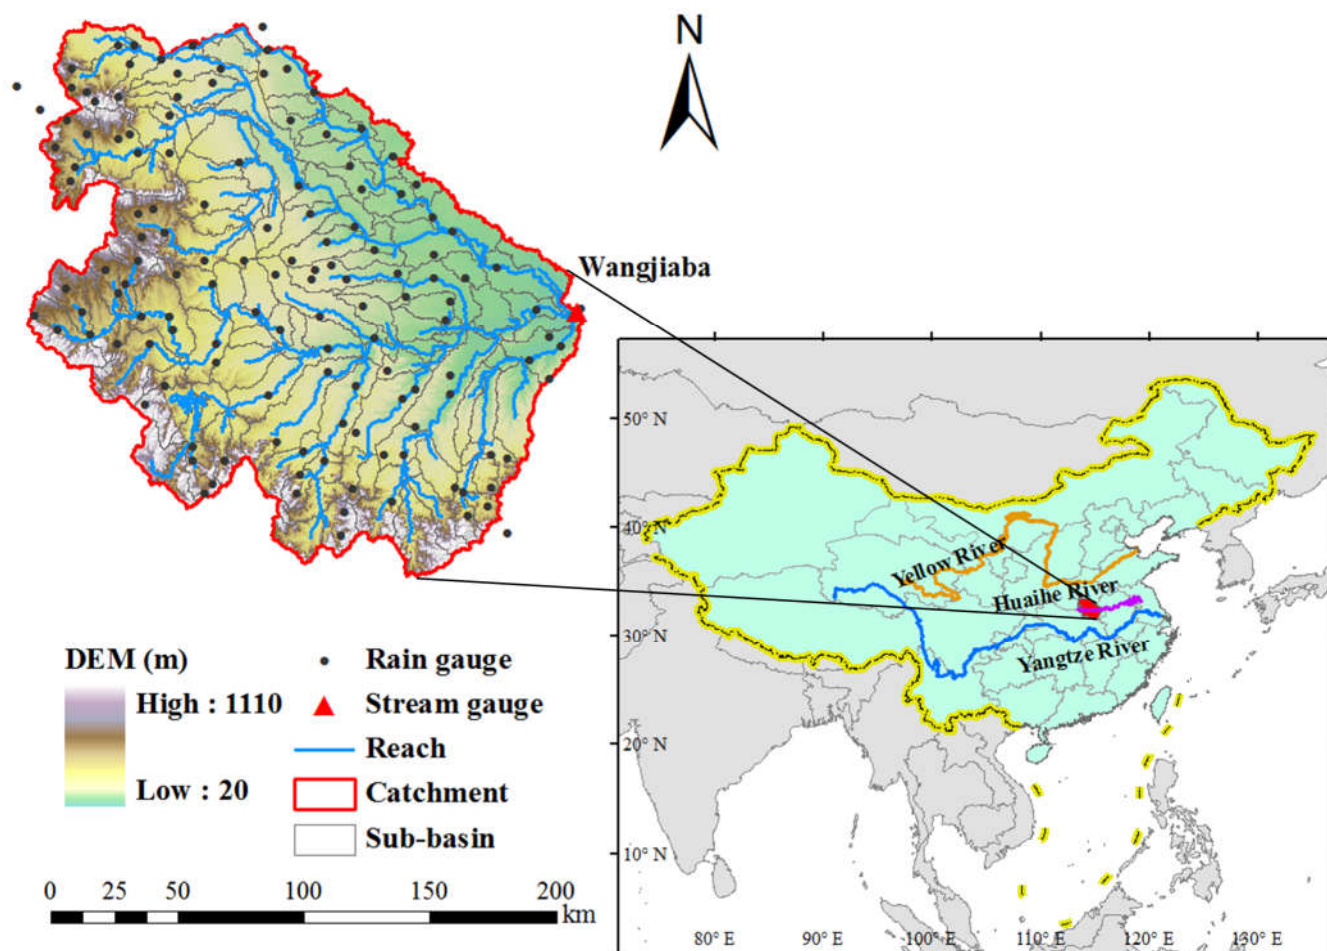 N
Wangjiaba
50° N
40° N
30° N
20° N
10° N
Yellow River
Huaihe River
Yangtze River
80° E
90° E
100° E
110° E
120° E
130° E
DEM (m)
High : 1110
Low : 20
Rain gauge
Stream gauge
Reach
Catchment
Sub-basin
0 25 50 100 150 200
km